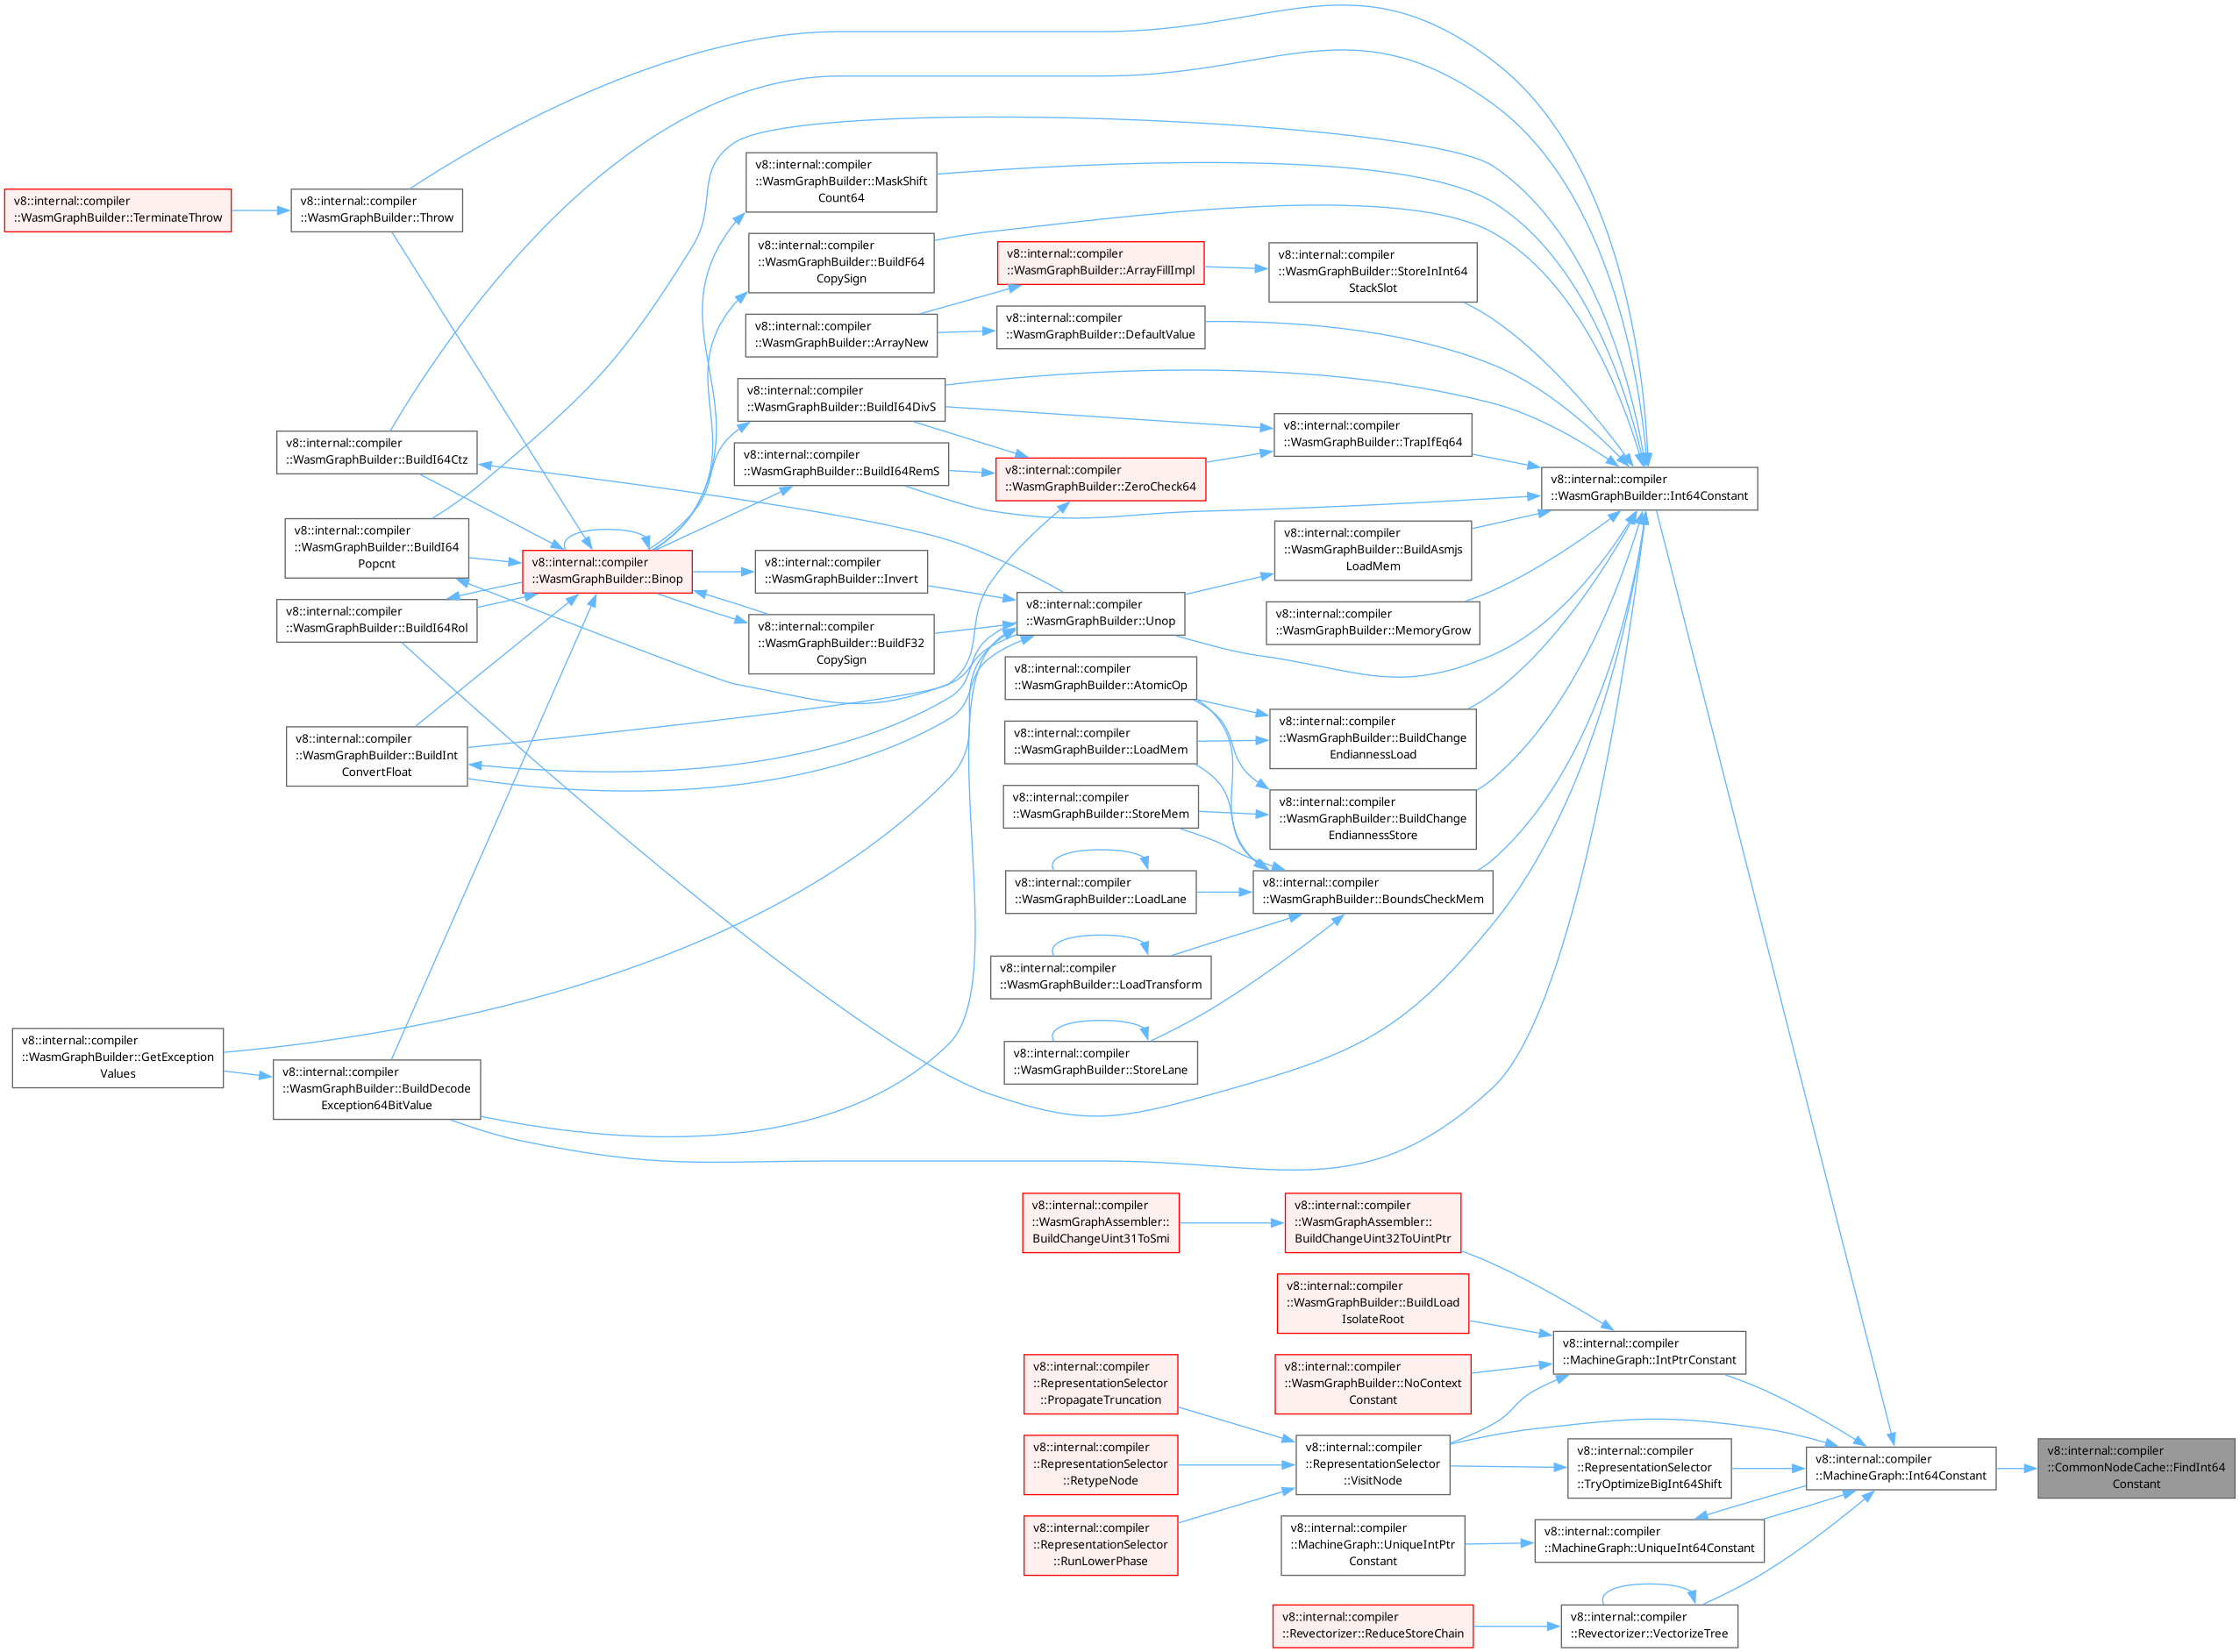 v8::internal::compiler
::WasmGraphBuilder::TerminateThrow
v8::internal::compiler
::WasmGraphBuilder::Throw
v8::internal::compiler
::WasmGraphBuilder::BuildI64Ctz
v8::internal::compiler
::WasmGraphBuilder::BuildI64
Popcnt
v8::internal::compiler
::WasmGraphBuilder::BuildI64Rol
v8::internal::compiler
::WasmGraphBuilder::BuildInt
ConvertFloat
v8::internal::compiler
::WasmGraphBuilder::GetException
Values
v8::internal::compiler
::WasmGraphBuilder::BuildDecode
Exception64BitValue
v8::internal::compiler
::WasmGraphBuilder::Binop
v8::internal::compiler
::WasmGraphBuilder::MaskShift
Count64
v8::internal::compiler
::WasmGraphBuilder::BuildF64
CopySign
v8::internal::compiler
::WasmGraphBuilder::ArrayNew
v8::internal::compiler
::WasmGraphBuilder::BuildI64DivS
v8::internal::compiler
::WasmGraphBuilder::BuildI64RemS
v8::internal::compiler
::WasmGraphBuilder::Invert
v8::internal::compiler
::WasmGraphBuilder::BuildF32
CopySign
v8::internal::compiler
::WasmGraphBuilder::ArrayFillImpl
v8::internal::compiler
::WasmGraphBuilder::DefaultValue
v8::internal::compiler
::WasmGraphBuilder::ZeroCheck64
v8::internal::compiler
::WasmGraphBuilder::Unop
v8::internal::compiler
::WasmGraphBuilder::AtomicOp
v8::internal::compiler
::WasmGraphBuilder::LoadMem
v8::internal::compiler
::WasmGraphBuilder::StoreMem
v8::internal::compiler
::WasmGraphBuilder::LoadLane
v8::internal::compiler
::WasmGraphBuilder::LoadTransform
v8::internal::compiler
::WasmGraphBuilder::StoreLane
v8::internal::compiler
::WasmGraphBuilder::StoreInInt64
StackSlot
v8::internal::compiler
::WasmGraphBuilder::TrapIfEq64
v8::internal::compiler
::WasmGraphBuilder::BuildAsmjs
LoadMem
v8::internal::compiler
::WasmGraphBuilder::MemoryGrow
v8::internal::compiler
::WasmGraphBuilder::BuildChange
EndiannessLoad
v8::internal::compiler
::WasmGraphBuilder::BuildChange
EndiannessStore
v8::internal::compiler
::WasmGraphBuilder::BoundsCheckMem
v8::internal::compiler
::WasmGraphBuilder::Int64Constant
v8::internal::compiler
::WasmGraphAssembler::
BuildChangeUint31ToSmi
v8::internal::compiler
::WasmGraphAssembler::
BuildChangeUint32ToUintPtr
v8::internal::compiler
::WasmGraphBuilder::BuildLoad
IsolateRoot
v8::internal::compiler
::WasmGraphBuilder::NoContext
Constant
v8::internal::compiler
::MachineGraph::IntPtrConstant
v8::internal::compiler
::RepresentationSelector
::PropagateTruncation
v8::internal::compiler
::RepresentationSelector
::RetypeNode
v8::internal::compiler
::RepresentationSelector
::RunLowerPhase
v8::internal::compiler
::RepresentationSelector
::VisitNode
v8::internal::compiler
::RepresentationSelector
::TryOptimizeBigInt64Shift
v8::internal::compiler
::MachineGraph::Int64Constant
v8::internal::compiler
::CommonNodeCache::FindInt64
Constant
v8::internal::compiler
::MachineGraph::UniqueIntPtr
Constant
v8::internal::compiler
::MachineGraph::UniqueInt64Constant
v8::internal::compiler
::Revectorizer::ReduceStoreChain
v8::internal::compiler
::Revectorizer::VectorizeTree